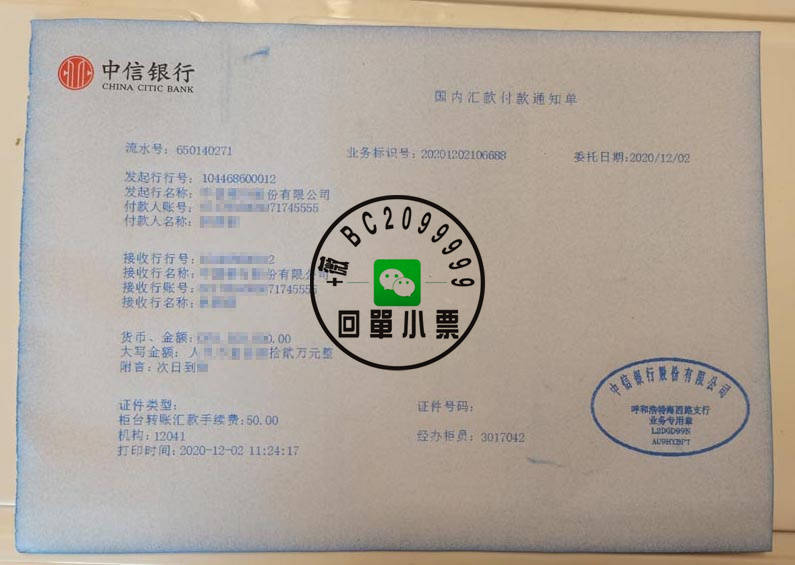 中信银行
CHINA CITIC BANK
国内汇款付款通知单
流水号: 650140271
业务标识号: 20201202106688
委托日期:2020/12/02
发起行行号: 104468600012
发起行名称: 份有限公司
付款人账号: 71745555
付款人名称:
接收行行号: 2
接收行名称: 份有限公司
接收行账号: 71745555
接收行名称:
货币、金额: .00
大写金额: 人 拾贰万元整
附言: 次日到
+微 BC2099999
回單小票
证件类型:
证件号码:
柜台转账汇款手续费:50.00
机构:12041
经办柜员: 3017042
打印时间:2020-12-02 11:24:17
中信银行股份有限公司
呼和浩特海西路支行
业务专用章